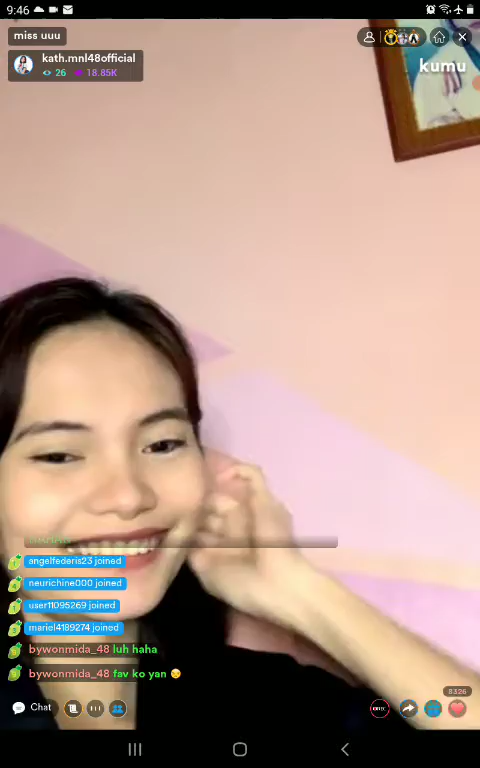 9:46
miss uuu
kath.mnl48official
26 18.85K
kumu
angelfederis23 joined
neurichine000 joined
user11095269 joined
mariel4189274 joined
bywonmida_48 luh haha
bywonmida_48 fav ko yan 😏
8326
Chat